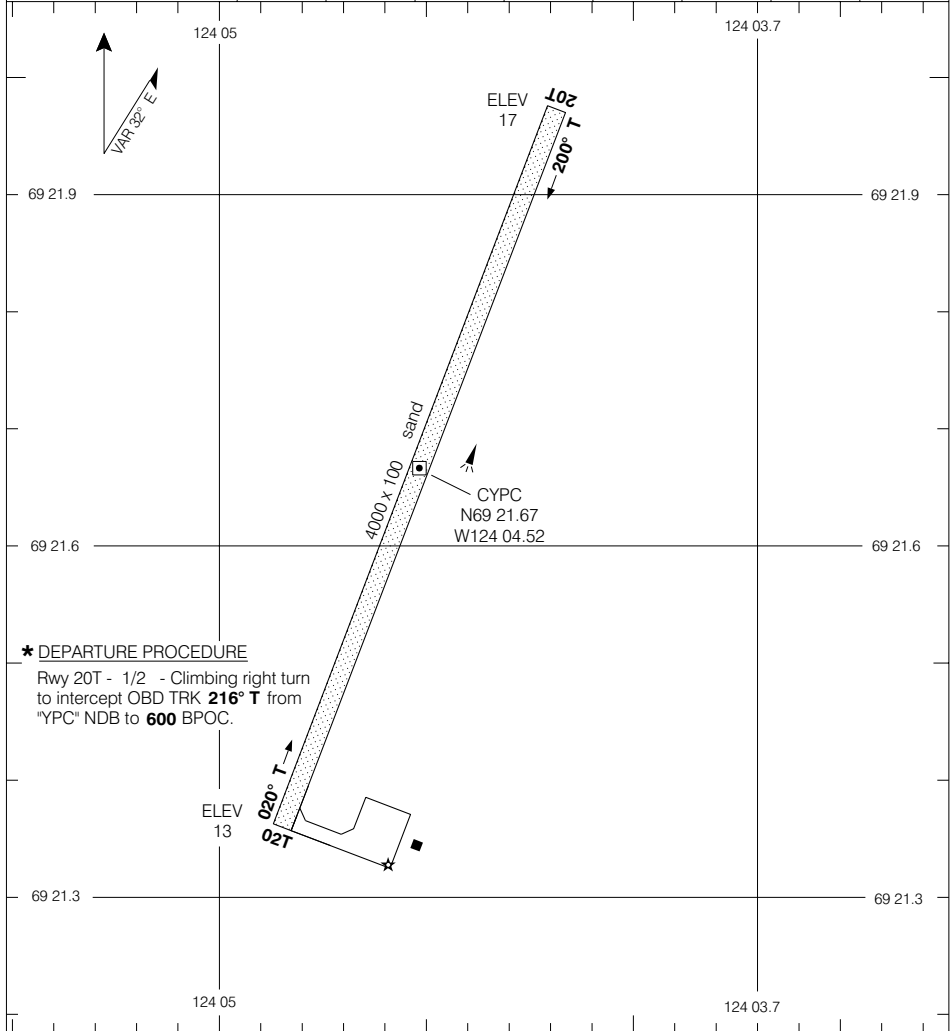 124 05
124 03.7
VAR 32° E
ELEV
17
20T
200° T
69 21.9
69 21.9
sand
4000 x 100
CYPC
N69 21.67
W124 04.52
69 21.6
69 21.6
* DEPARTURE PROCEDURE
Rwy 20T - 1/2 - Climbing right turn
to intercept OBD TRK 216° T from
"YPC" NDB to 600 BPOC.
020° T
ELEV
13
02T
69 21.3
69 21.3
124 05
124 03.7